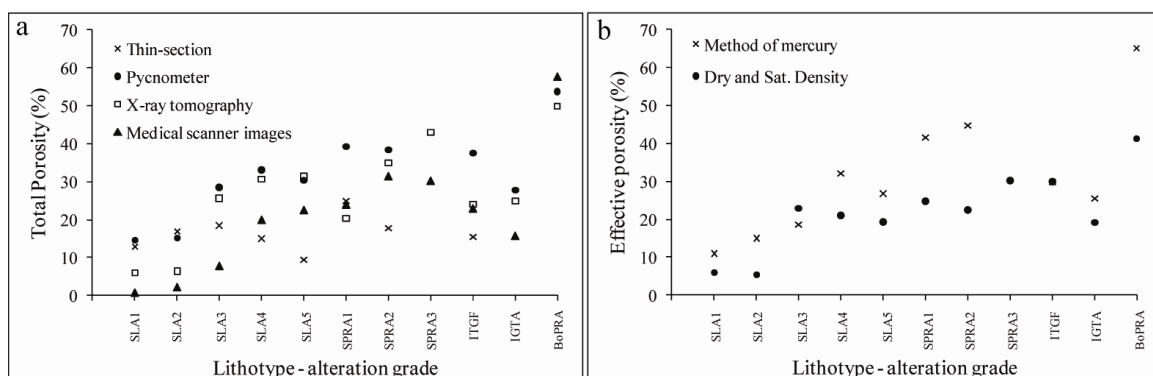 a
70
60
50
40
30
20
10
0
Total Porosity (%)
Thin-section
Pycnometer
X-ray tomography
Medical scanner images
SLA1
SLA2
SLA3
SLA4
SLA5
SPRA1
SPRA2
SPRA3
ITGF
IGTA
BoPRA
Lithotype - alteration grade
b
70
60
50
40
30
20
10
0
Effective porosity (%)
Method of mercury
Dry and Sat. Density
SLA1
SLA2
SLA3
SLA4
SLA5
SPRA1
SPRA2
SPRA3
ITGF
IGTA
BoPRA
Lithotype - alteration grade